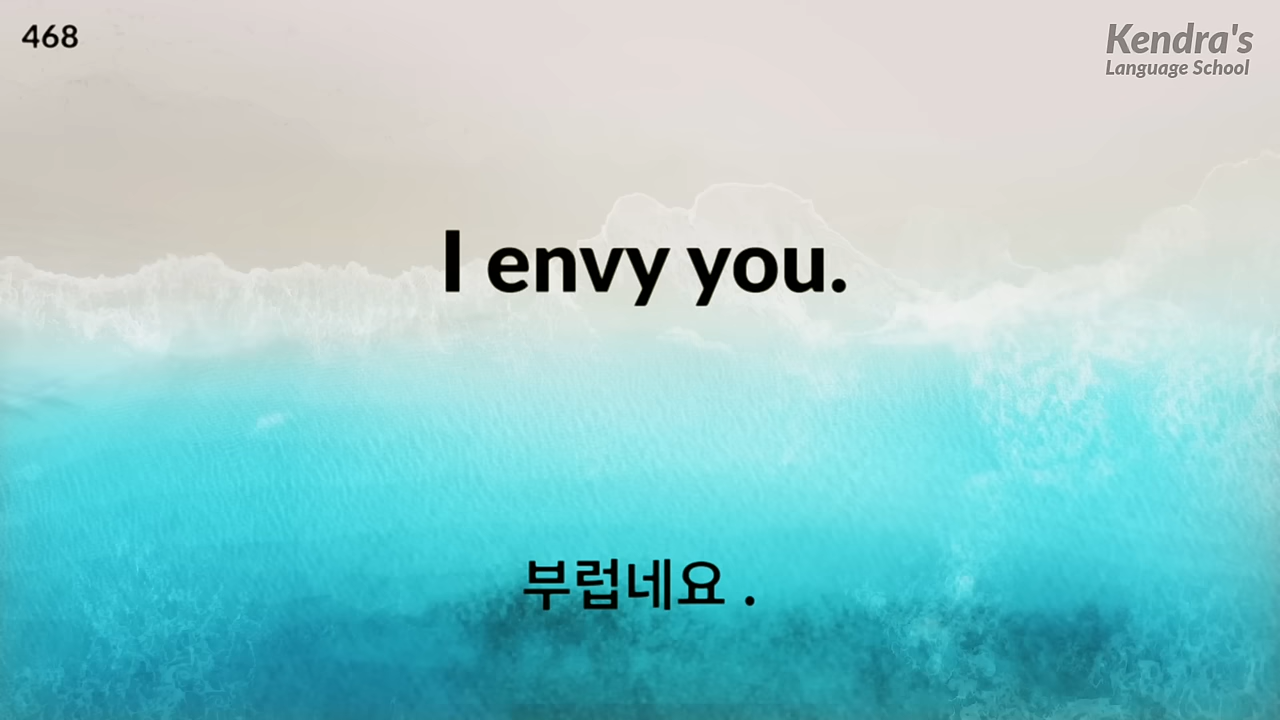 468
Kendra's
Language School
I envy you.
부럽네요 .